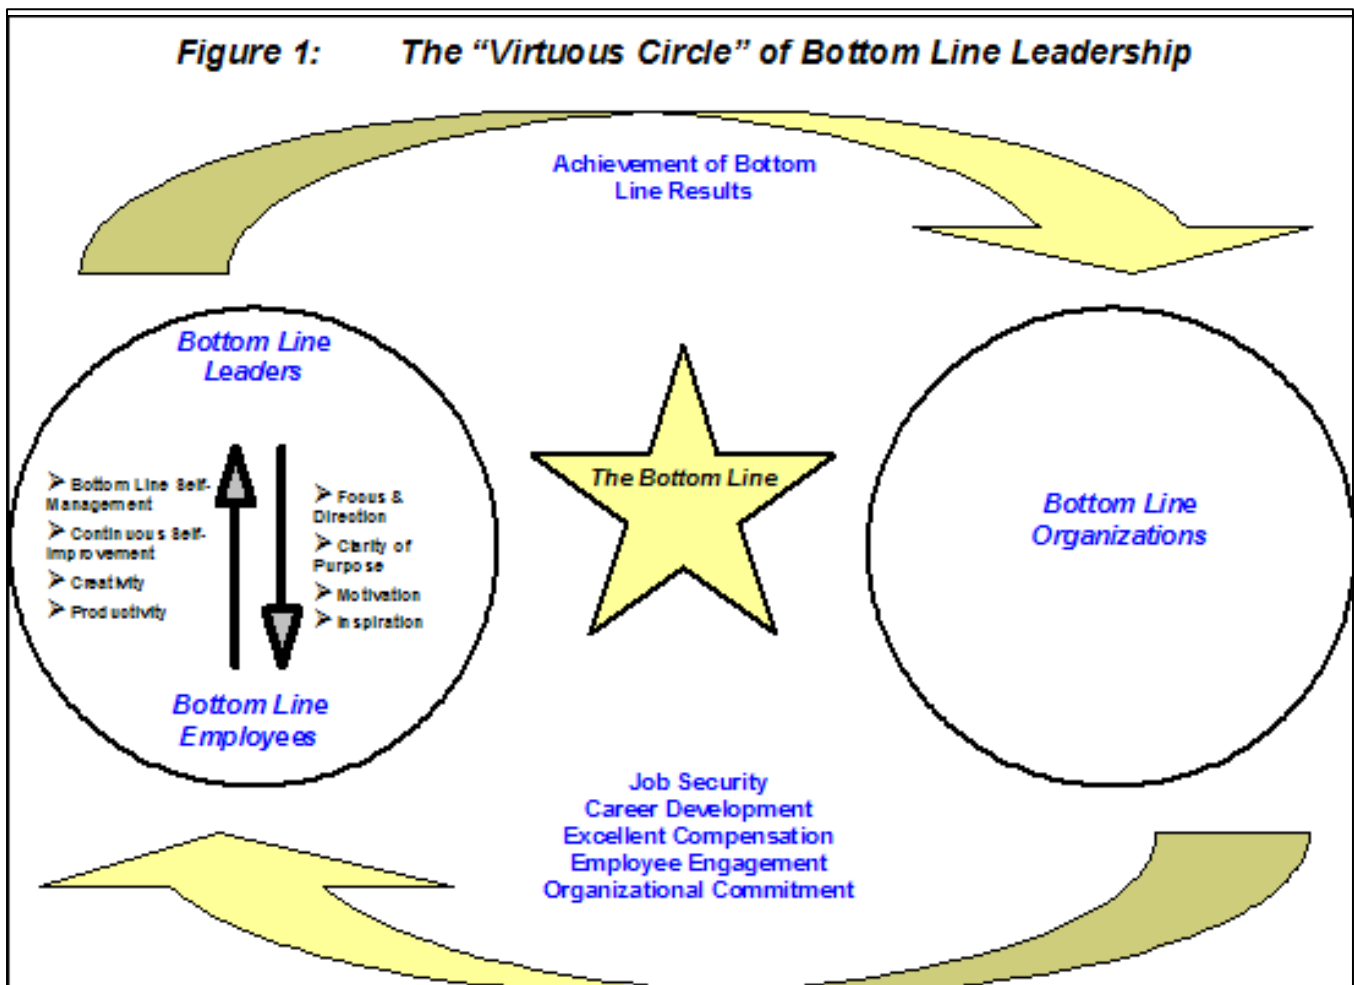 Figure 1: The “Virtuous Circle” of Bottom Line Leadership
Achievement of Bottom
Line Results
Bottom Line
Leaders
➢ Bottom Line Self-
Management
➢ Continuous Self-
Improvement
➢ Creativity
➢ Productivity
➢ Focus &
Direction
➢ Clarity of
Purpose
➢ Motivation
➢ Inspiration
Bottom Line
Employees
The Bottom Line
Bottom Line
Organizations
Job Security
Career Development
Excellent Compensation
Employee Engagement
Organizational Commitment